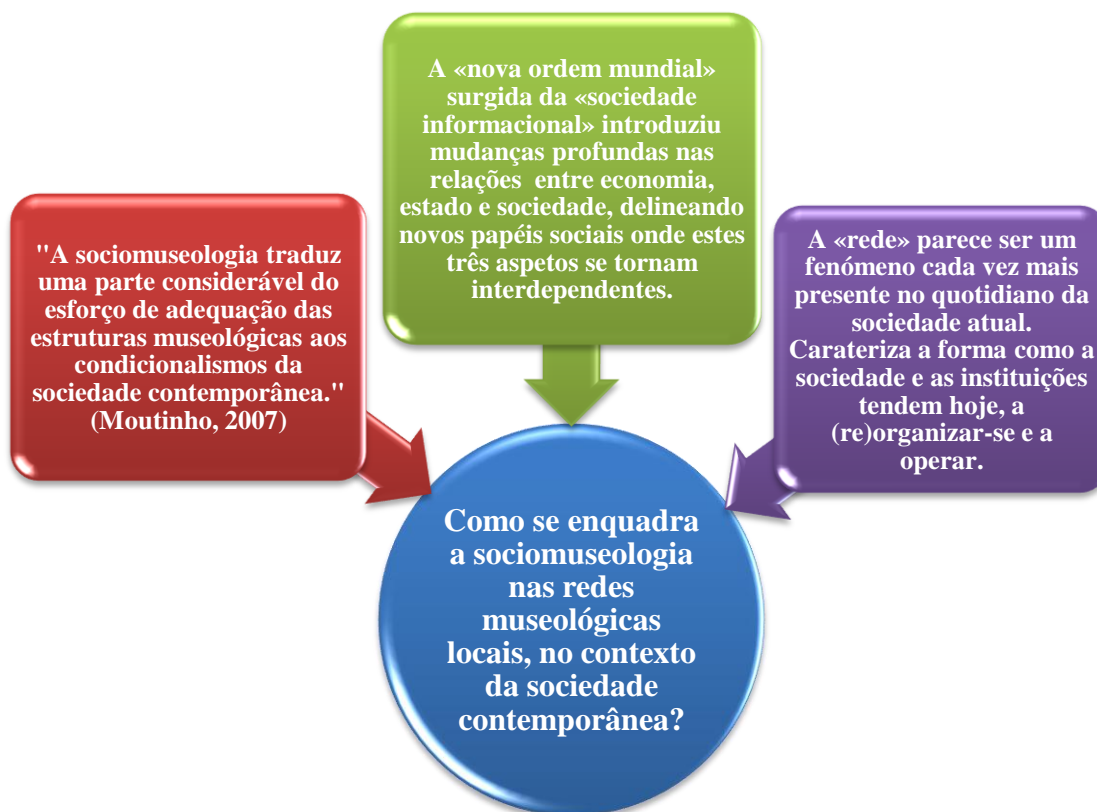 "A sociomuseologia traduz
uma parte considerável do
esforço de adequação das
estruturas museológicas aos
condicionalismos da
sociedade contemporânea."
(Moutinho, 2007)
A «nova ordem mundial»
surgida da «sociedade
informacional» introduziu
mudanças profundas nas
relações entre economia,
estado e sociedade, delineando
novos papéis sociais onde estes
três aspetos se tornam
interdependentes.
A «rede» parece ser um
fenómeno cada vez mais
presente no quotidiano da
sociedade atual.
Carateriza a forma como a
sociedade e as instituições
tendem hoje, a
(re)organizar-se e a
operar.
Como se enquadra
a sociomuseologia
nas redes
museológicas
locais, no contexto
da sociedade
contemporânea?